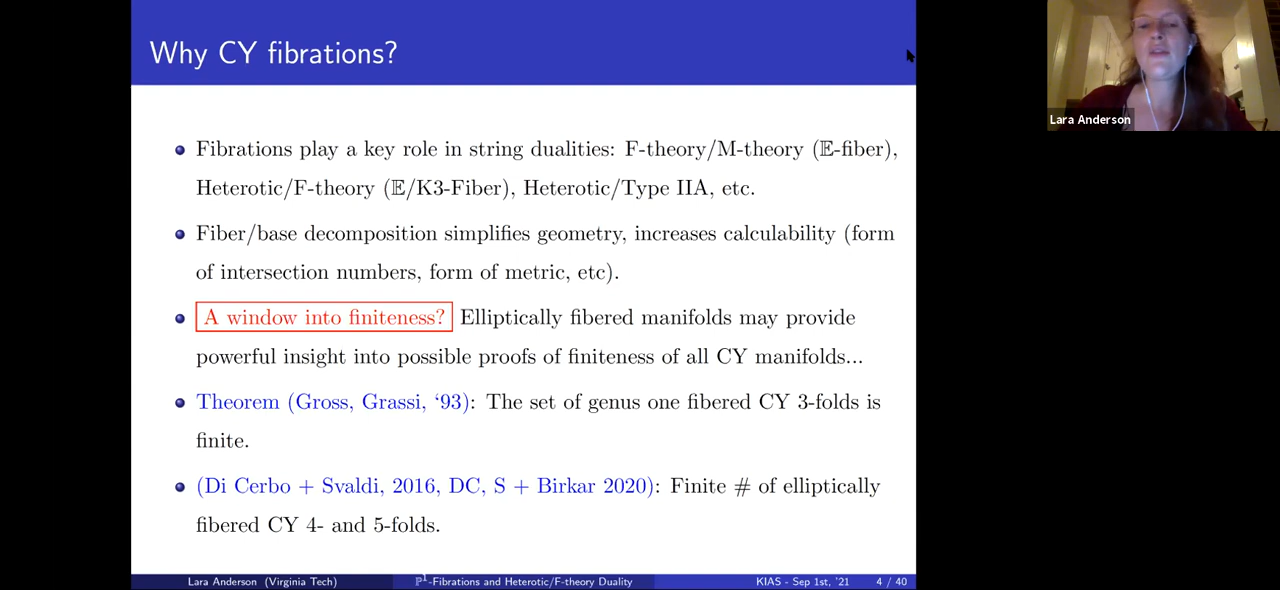 Why CY fibrations?
Lara Anderson
Fibrations play a key role in string dualities: F-theory/M-theory (𝔼-fiber),
Heterotic/F-theory (𝔼/K3-Fiber), Heterotic/Type IIA, etc.
Fiber/base decomposition simplifies geometry, increases calculability (form
of intersection numbers, form of metric, etc).
A window into finiteness? Elliptically fibered manifolds may provide
powerful insight into possible proofs of finiteness of all CY manifolds...
Theorem (Gross, Grassi, ‘93): The set of genus one fibered CY 3-folds is
finite.
(Di Cerbo + Svaldi, 2016, DC, S + Birkar 2020): Finite # of elliptically
fibered CY 4- and 5-folds.
Lara Anderson (Virginia Tech) ℙ¹-Fibrations and Heterotic/F-theory Duality KIAS - Sep 1st, '21 4 / 40